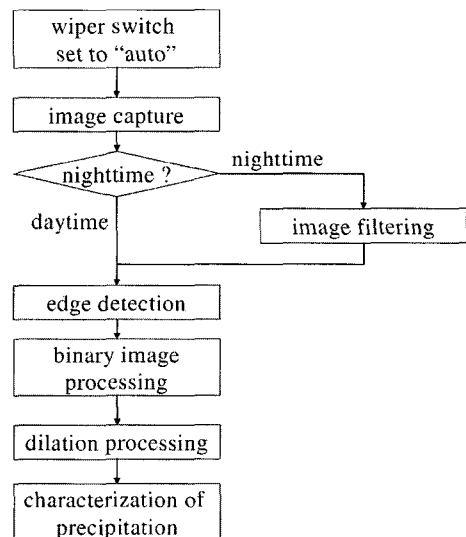 wiper switch
set to “auto”
image capture
nighttime ?
nighttime
daytime
image filtering
edge detection
binary image
processing
dilation processing
characterization of
precipitation